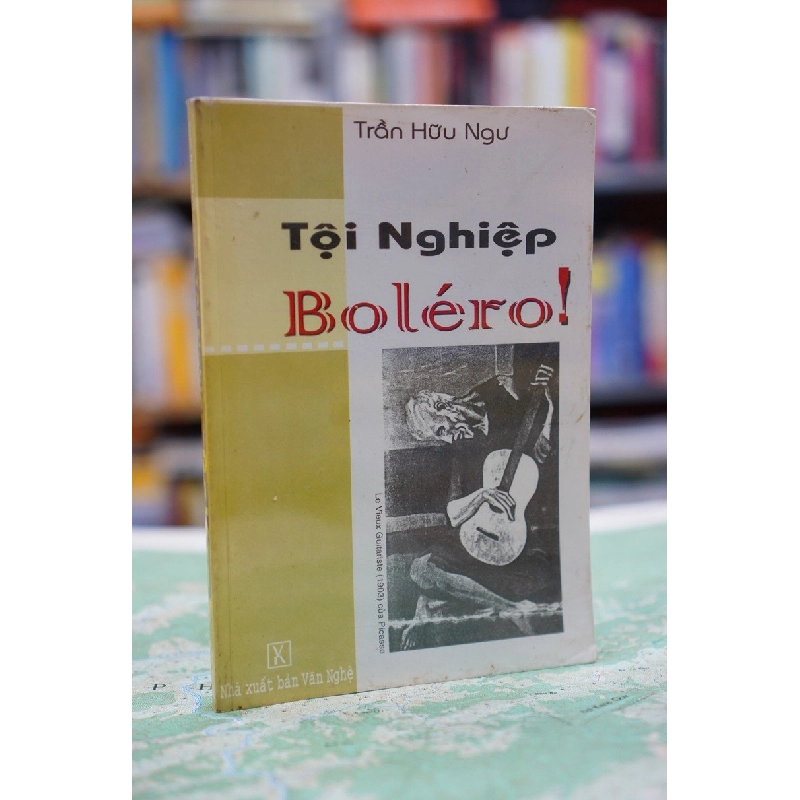 Trần Hữu Ngư
Tội Nghiệp
Boléro!
Le Vieux Guitariste (1903) của Picasso
X
Nhà xuất bản Văn Nghệ
P H